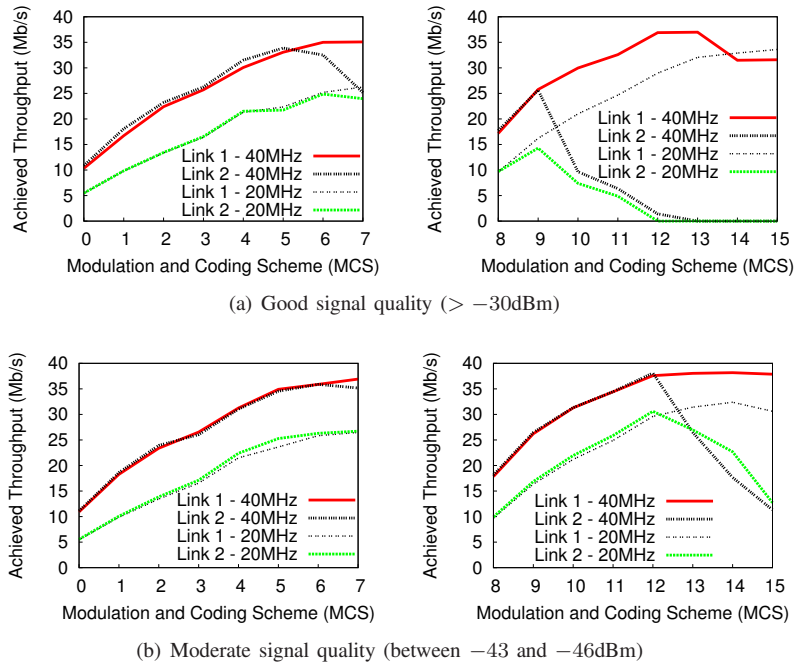 Achieved Throughput (Mb/s)
40
35
30
25
20
15
10
5
0
Link 1 - 40MHz
Link 2 - 40MHz
Link 1 - 20MHz
Link 2 - 20MHz
0 1 2 3 4 5 6 7
Modulation and Coding Scheme (MCS)
Achieved Throughput (Mb/s)
40
35
30
25
20
15
10
5
0
Link 1 - 40MHz
Link 2 - 40MHz
Link 1 - 20MHz
Link 2 - 20MHz
8 9 10 11 12 13 14 15
Modulation and Coding Scheme (MCS)
(a) Good signal quality (> −30dBm)
Achieved Throughput (Mb/s)
40
35
30
25
20
15
10
5
0
Link 1 - 40MHz
Link 2 - 40MHz
Link 1 - 20MHz
Link 2 - 20MHz
0 1 2 3 4 5 6 7
Modulation and Coding Scheme (MCS)
Achieved Throughput (Mb/s)
40
35
30
25
20
15
10
5
0
Link 1 - 40MHz
Link 2 - 40MHz
Link 1 - 20MHz
Link 2 - 20MHz
8 9 10 11 12 13 14 15
Modulation and Coding Scheme (MCS)
(b) Moderate signal quality (between −43 and −46dBm)